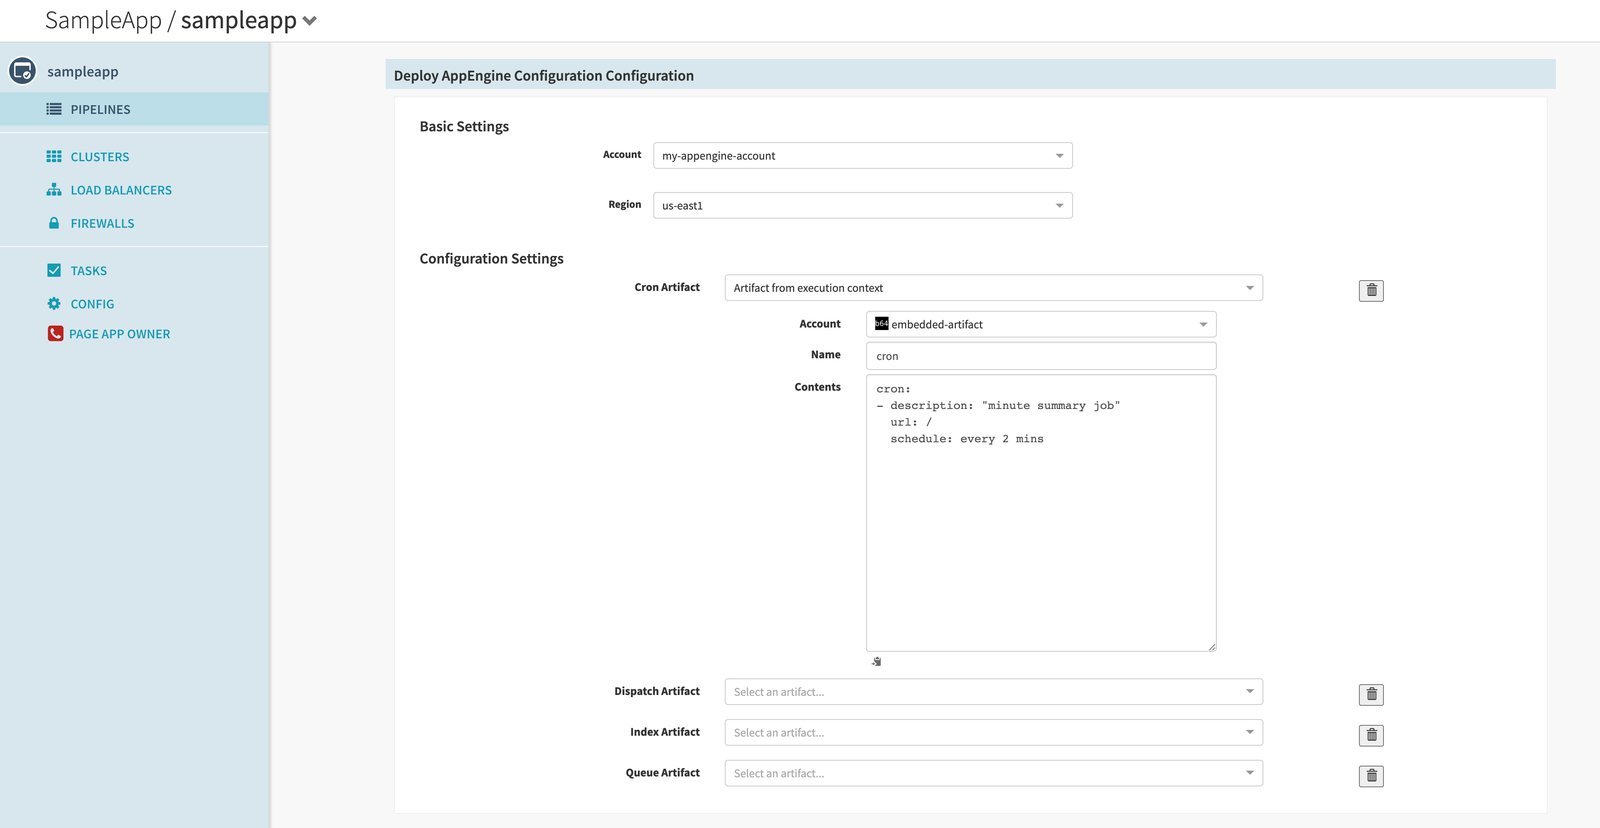 SampleApp / sampleapp
sampleapp
PIPELINES
CLUSTERS
LOAD BALANCERS
FIREWALLS
TASKS
CONFIG
PAGE APP OWNER
Deploy AppEngine Configuration Configuration
Basic Settings
Account my-appengine-account
Region us-east1
Configuration Settings
Cron Artifact Artifact from execution context
Account b64 embedded-artifact
Name cron
Contents cron:
- description: "minute summary job"
url: /
schedule: every 2 mins
Dispatch Artifact Select an artifact...
Index Artifact Select an artifact...
Queue Artifact Select an artifact...